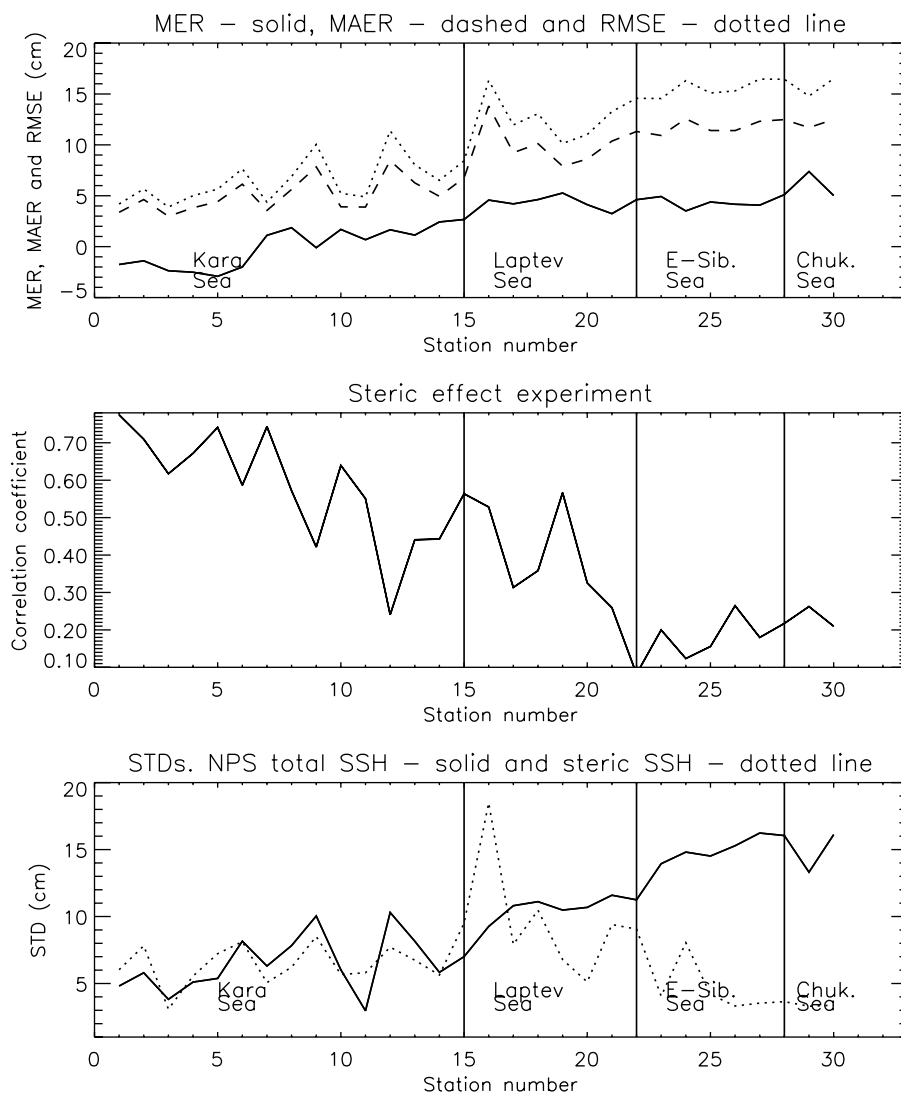 MER – solid, MAER – dashed and RMSE – dotted line
MER, MAER and RMSE (cm)
20
15
10
5
0
−5
Kara
Sea
Laptev
Sea
E–Sib.
Sea
Chuk.
Sea
0 5 10 15 20 25 30
Station number
Steric effect experiment
Correlation coefficient
0.70
0.60
0.50
0.40
0.30
0.20
0.10
0 5 10 15 20 25 30
Station number
STDs. NPS total SSH – solid and steric SSH – dotted line
STD (cm)
20
15
10
5
Kara
Sea
Laptev
Sea
E–Sib.
Sea
Chuk.
Sea
0 5 10 15 20 25 30
Station number